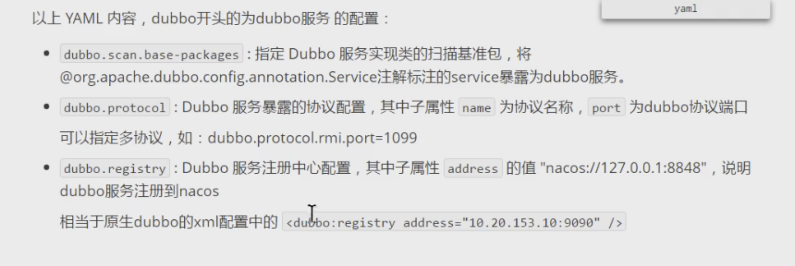 yaml
以上 YAML 内容，dubbo开头的为dubbo服务 的配置：
• dubbo.scan.base-packages : 指定 Dubbo 服务实现类的扫描基准包，将
@org.apache.dubbo.config.annotation.Service注解标注的service暴露为dubbo服务。
• dubbo.protocol : Dubbo 服务暴露的协议配置，其中子属性 name 为协议名称，port 为dubbo协议端口
可以指定多协议，如：dubbo.protocol.rmi.port=1099
• dubbo.registry : Dubbo 服务注册中心配置，其中子属性 address 的值 "nacos://127.0.0.1:8848"，说明
dubbo服务注册到nacos
相当于原生dubbo的xml配置中的 <dubbo:registry address="10.20.153.10:9090" />